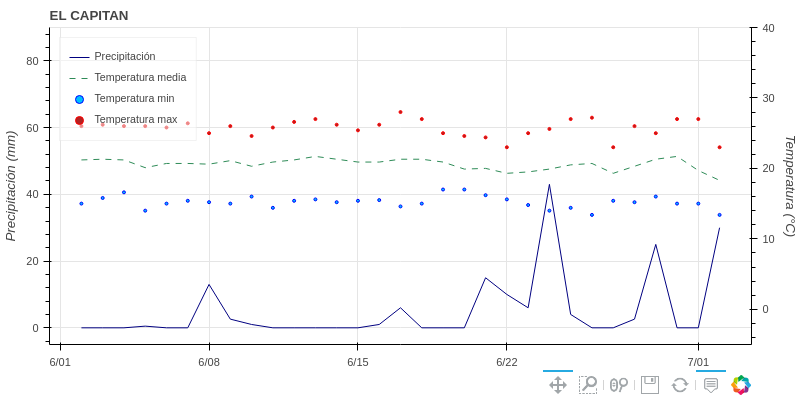 EL CAPITAN
Precipitación
Temperatura media
Temperatura min
Temperatura max
Precipitación (mm)
80
60
40
20
0
Temperatura (°C)
40
30
20
10
0
6/01 6/08 6/15 6/22 7/01